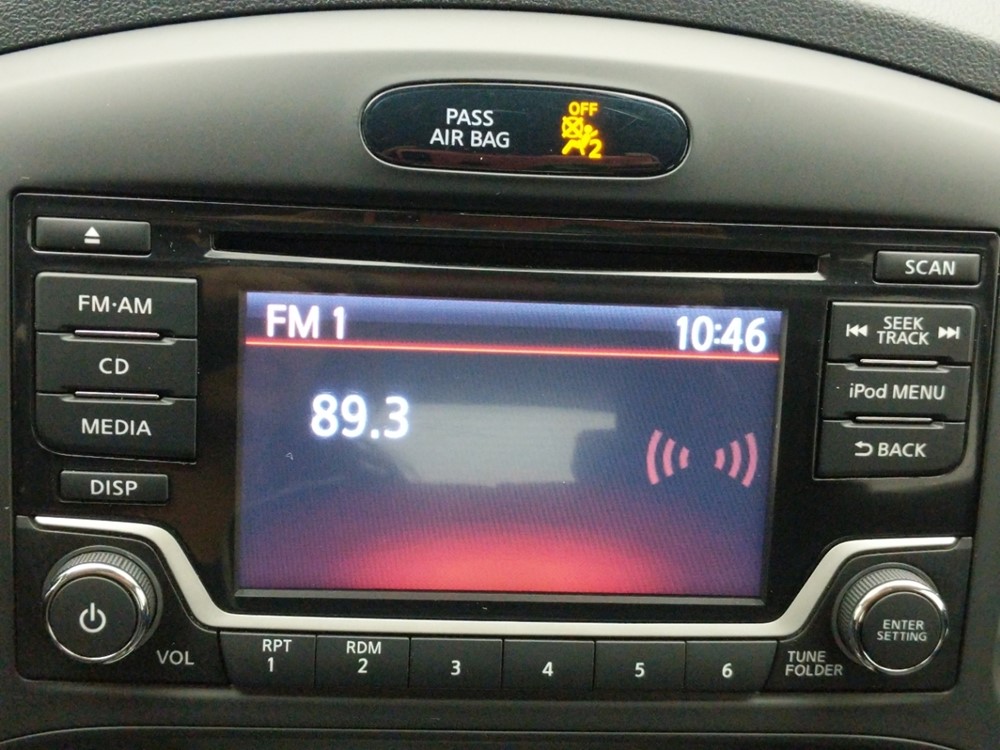 PASS
AIR BAG
OFF
2
SCAN
FM·AM
CD
MEDIA
DISP
FM 1
10:46
89.3
SEEK
TRACK
iPod MENU
BACK
VOL
RPT
1
RDM
2
3
4
5
6
TUNE
FOLDER
ENTER
SETTING